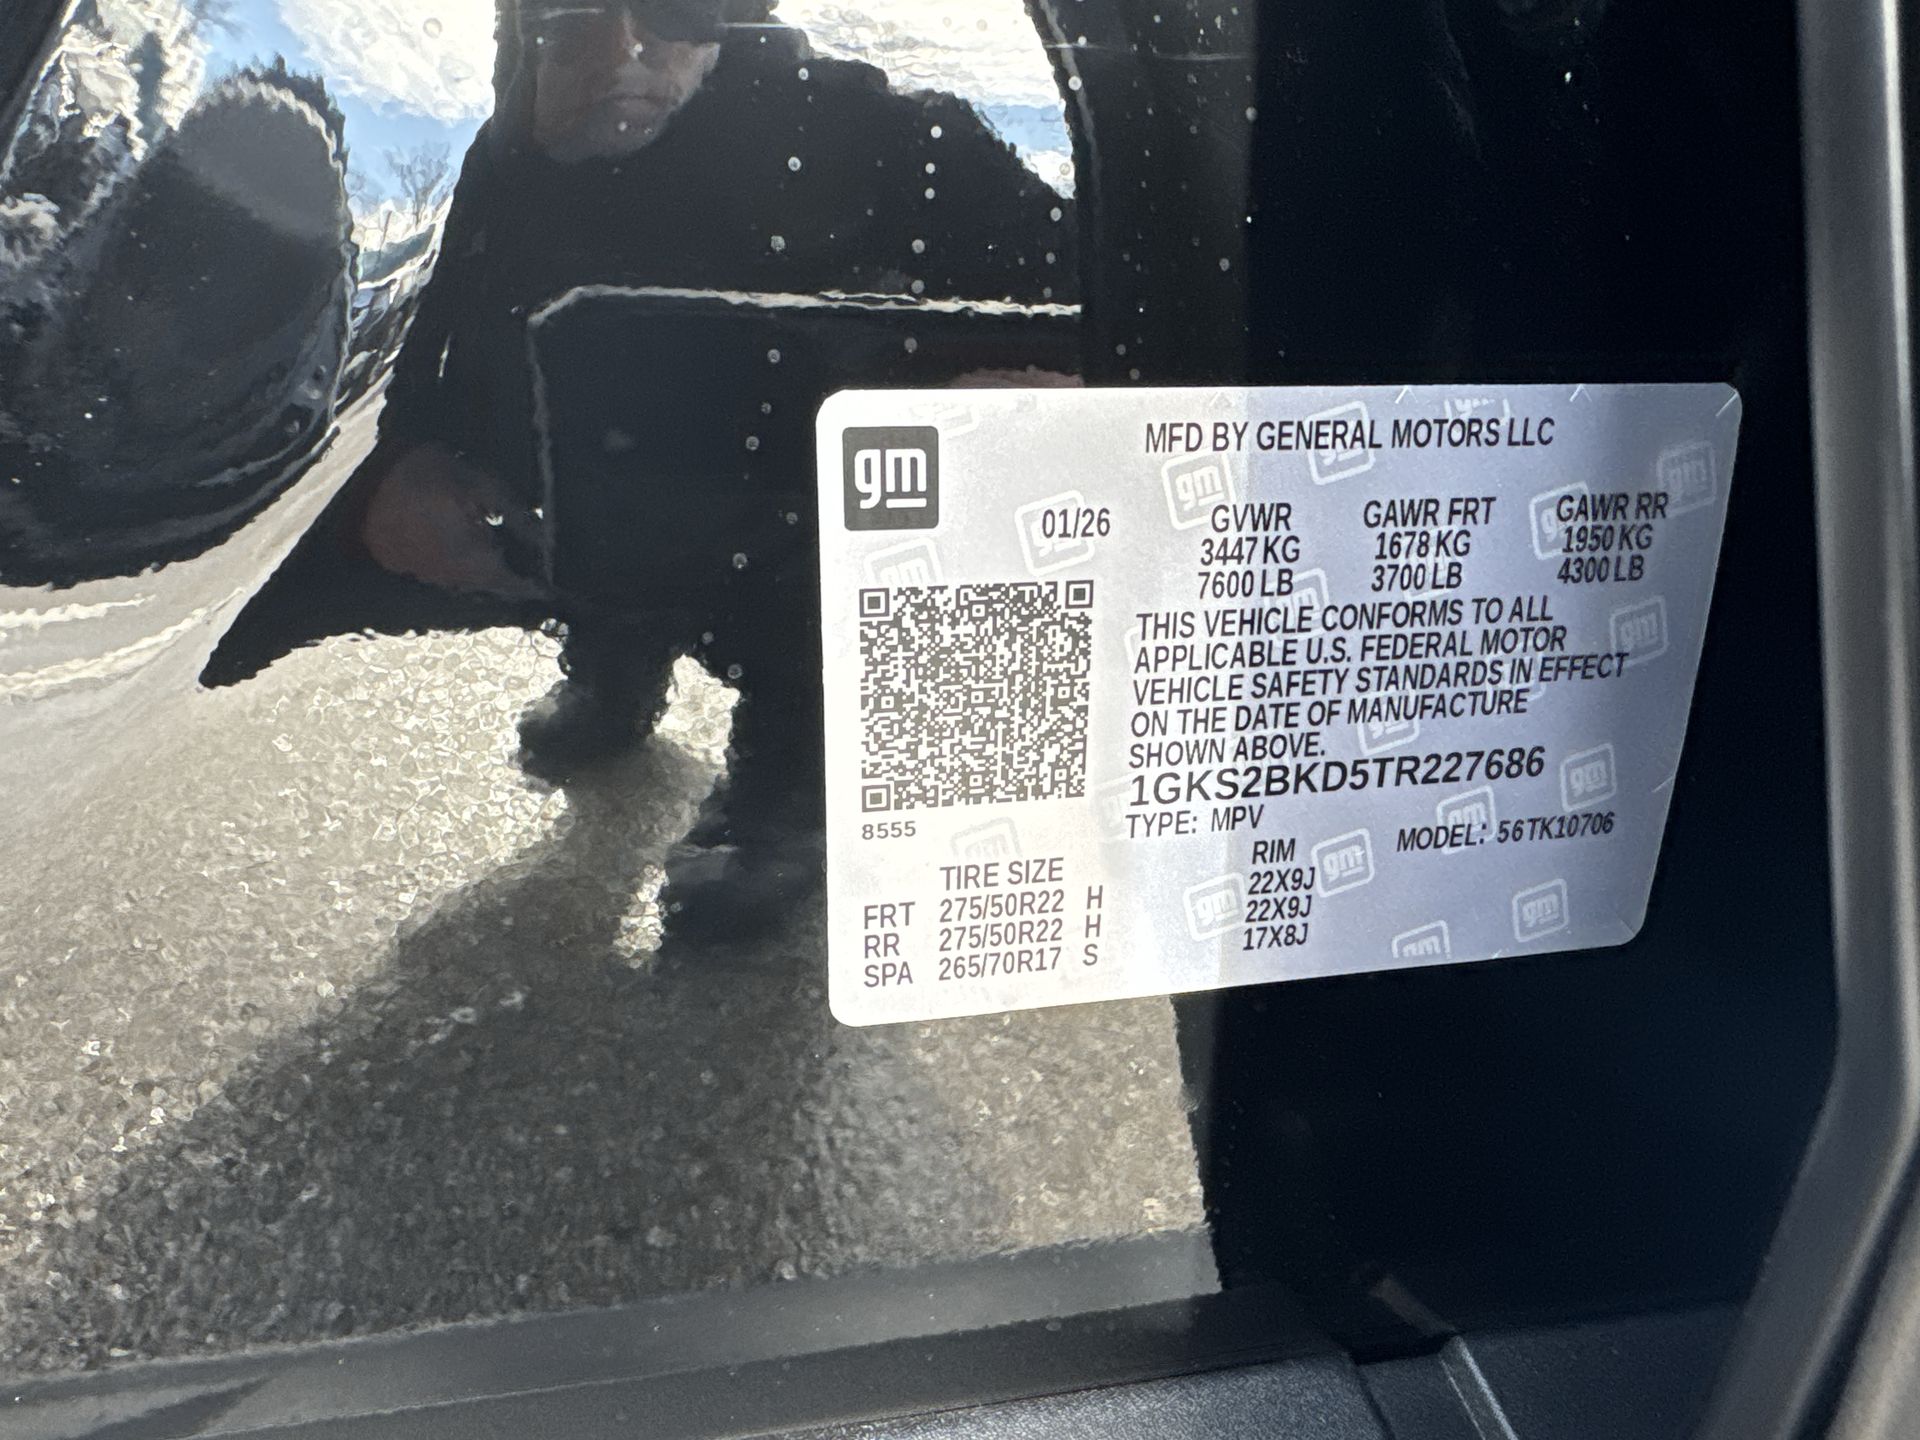 gm
MFD BY GENERAL MOTORS LLC
01/26 GVWR GAWR FRT GAWR RR
3447 KG 1678 KG 1950 KG
7600 LB 3700 LB 4300 LB
THIS VEHICLE CONFORMS TO ALL
APPLICABLE U.S. FEDERAL MOTOR
VEHICLE SAFETY STANDARDS IN EFFECT
ON THE DATE OF MANUFACTURE
SHOWN ABOVE.
1GKS2BKD5TR227686
TYPE: MPV MODEL: 56TK10706
8555
TIRE SIZE RIM
FRT 275/50R22 H 22X9J
RR 275/50R22 H 22X9J
SPA 265/70R17 S 17X8J